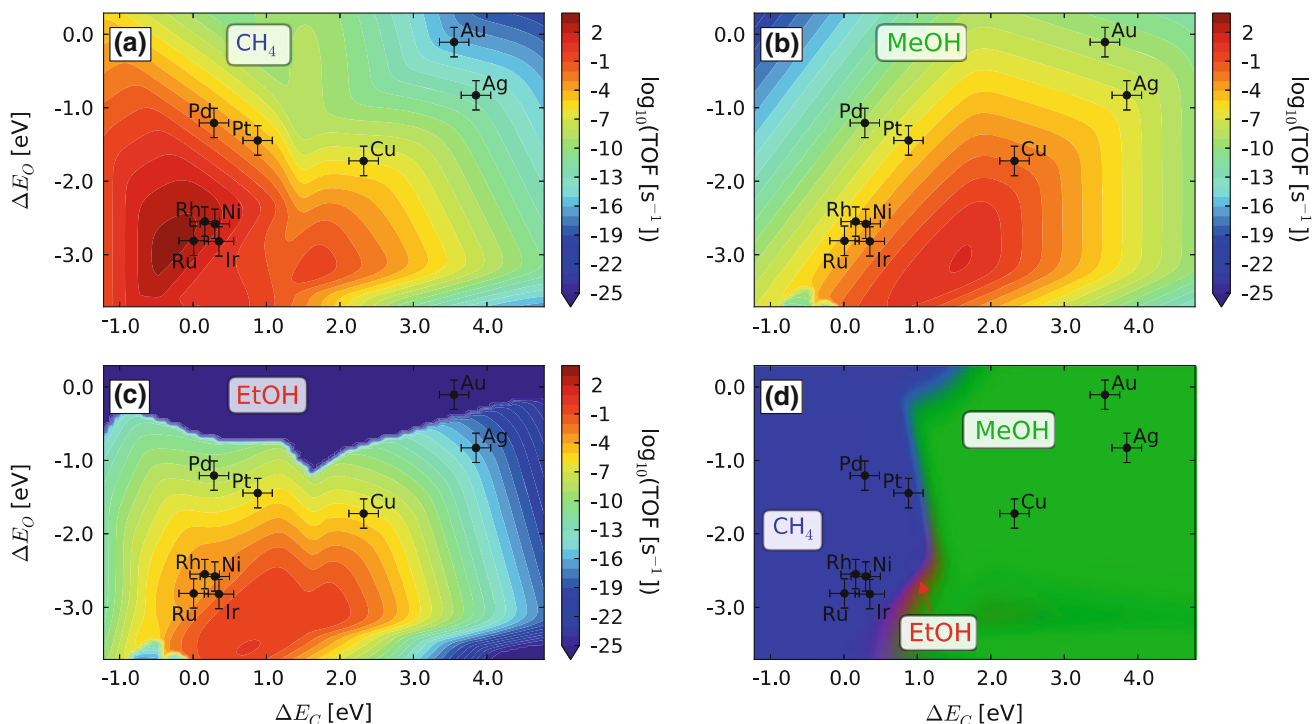 (a)
CH₄
0.0
-1.0
-2.0
-3.0
ΔE_O [eV]
Au
Ag
Pd
Pt
Cu
Rh
Ni
Ru
Ir
-1.0 0.0 1.0 2.0 3.0 4.0
2
-1
-4
-7
-10
-13
-16
-19
-22
-25
log₁₀(TOF [s⁻¹])
(b)
MeOH
0.0
-1.0
-2.0
-3.0
Au
Ag
Pd
Pt
Cu
Rh
Ni
Ru
Ir
-1.0 0.0 1.0 2.0 3.0 4.0
2
-1
-4
-7
-10
-13
-16
-19
-22
-25
log₁₀(TOF [s⁻¹])
(c)
EtOH
0.0
-1.0
-2.0
-3.0
ΔE_O [eV]
Au
Ag
Pd
Pt
Cu
Rh
Ni
Ru
Ir
-1.0 0.0 1.0 2.0 3.0 4.0
ΔE_C [eV]
2
-1
-4
-7
-10
-13
-16
-19
-22
-25
log₁₀(TOF [s⁻¹])
(d)
0.0
-1.0
-2.0
-3.0
Au
MeOH
Ag
Pd
Pt
Cu
CH₄
Rh
Ni
Ru
Ir
EtOH
-1.0 0.0 1.0 2.0 3.0 4.0
ΔE_C [eV]